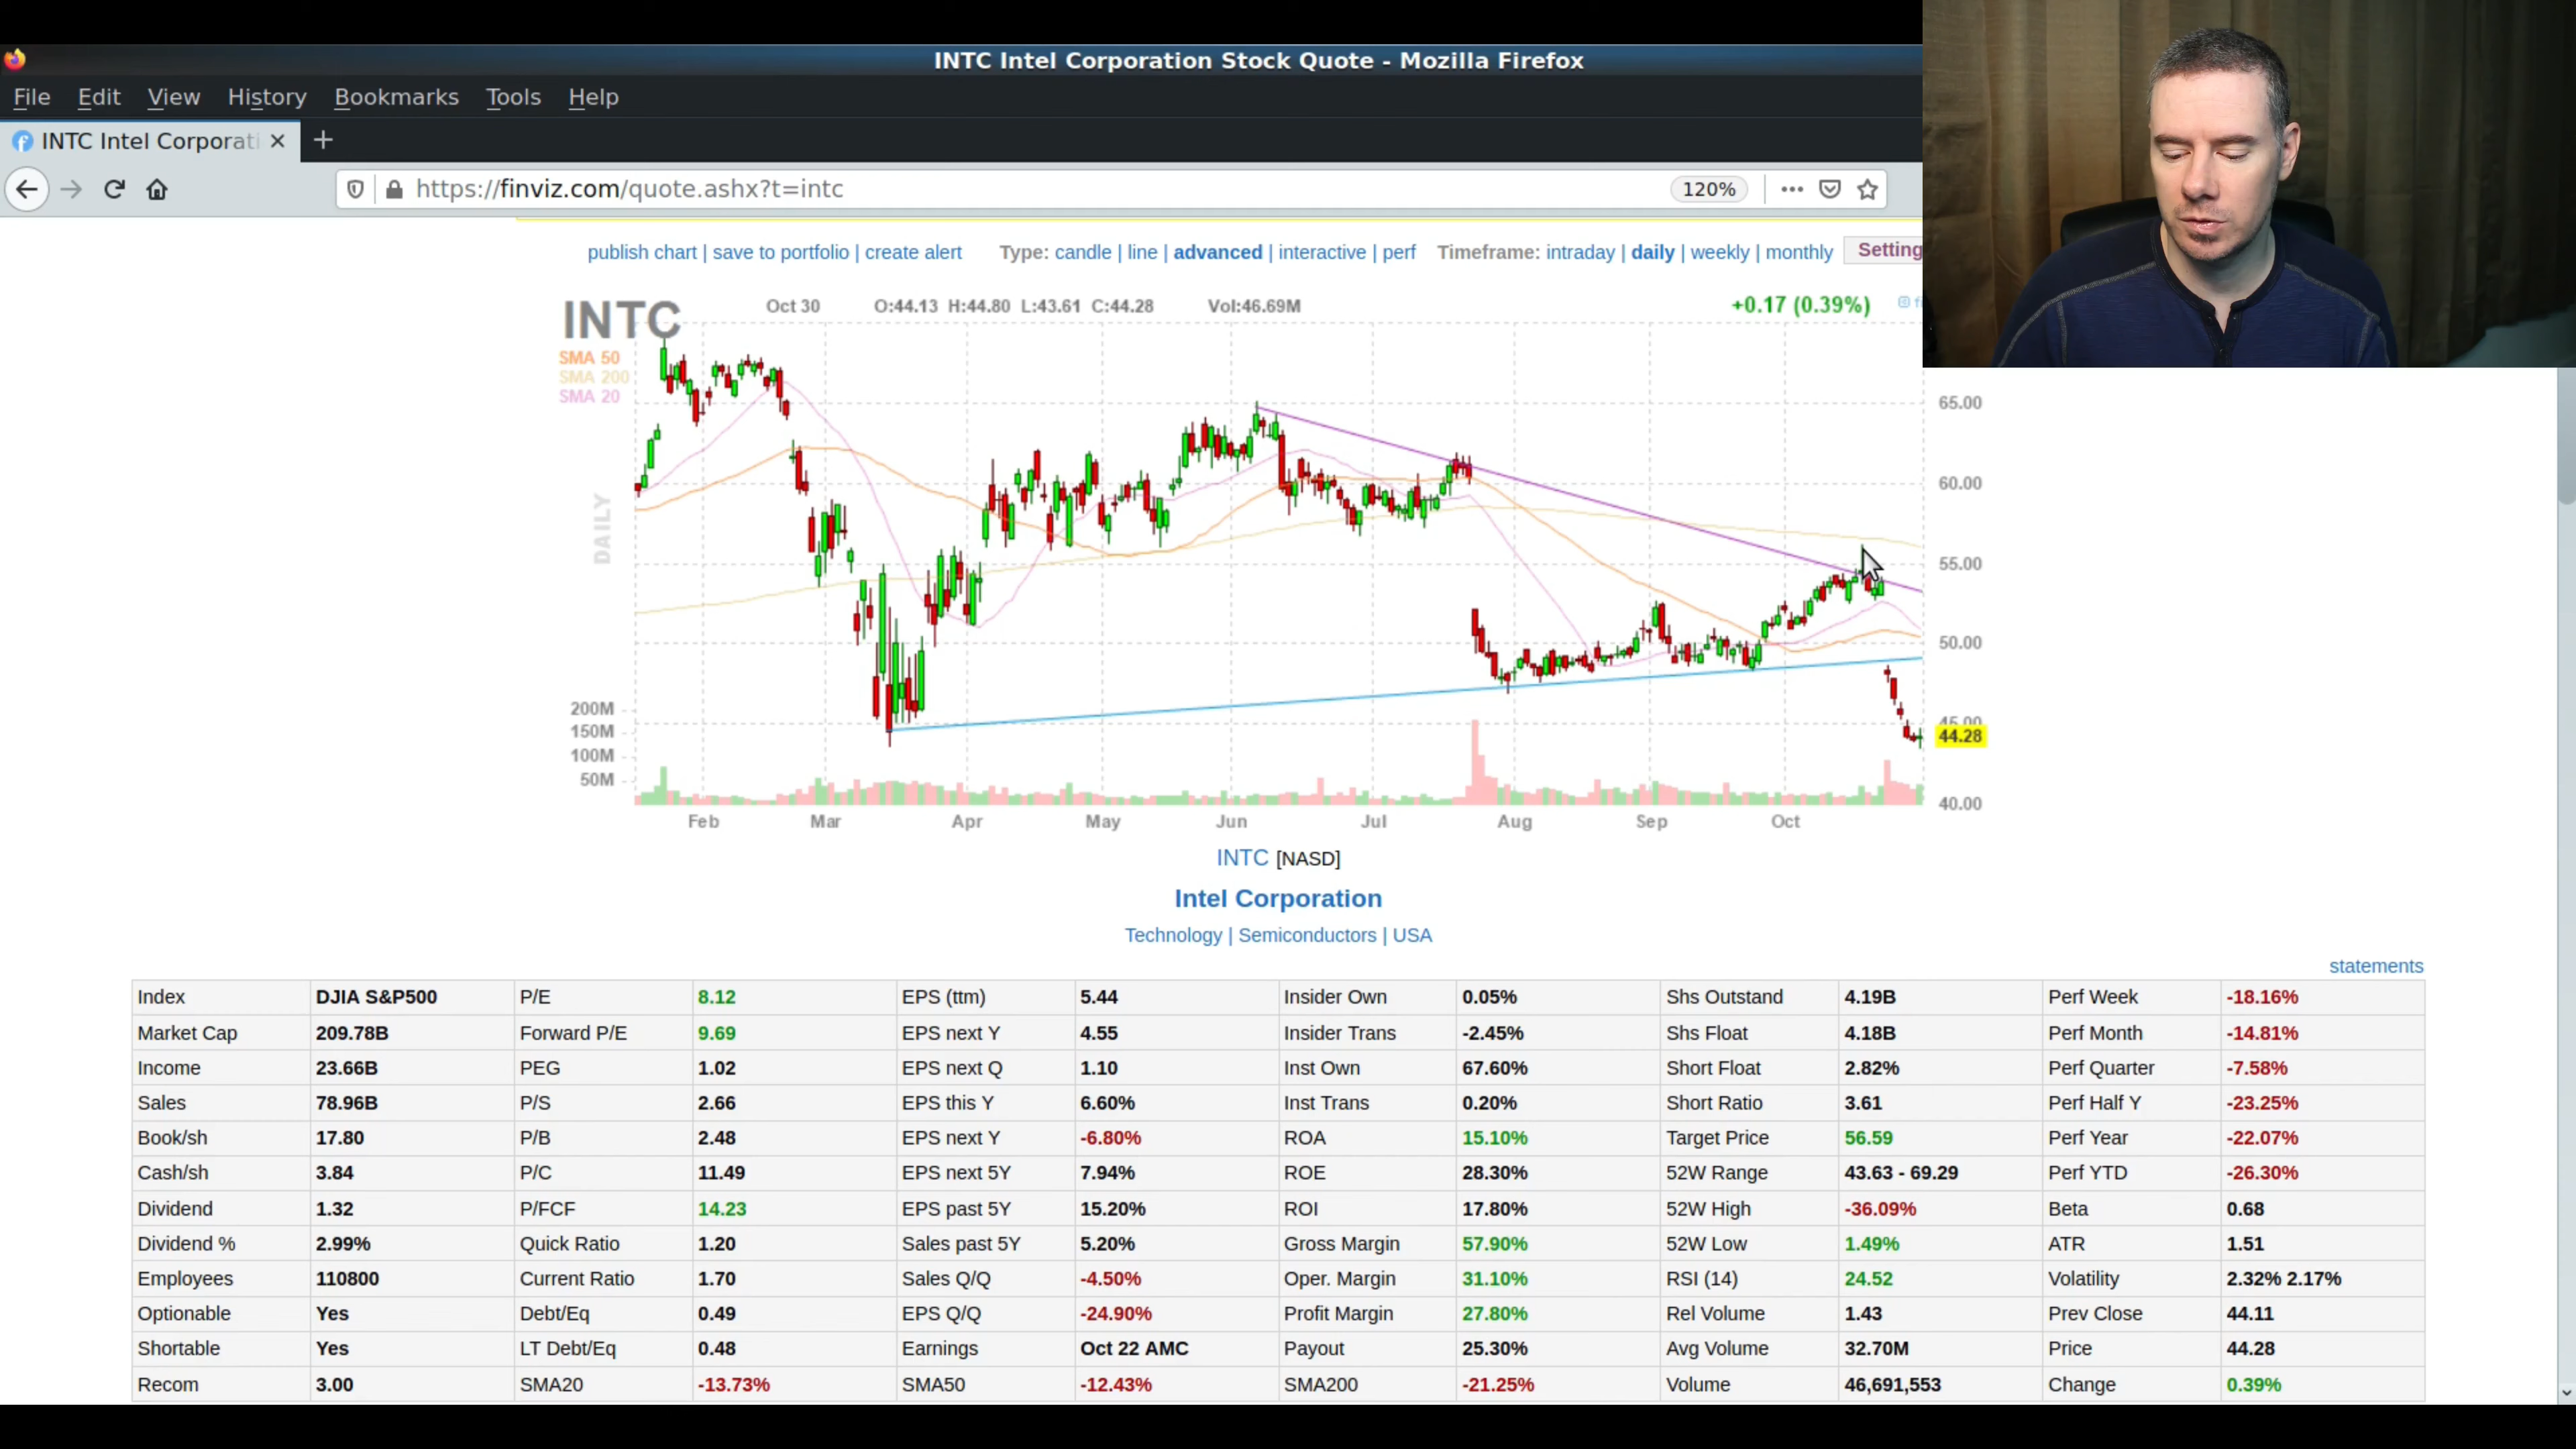 INTC Intel Corporation Stock Quote - Mozilla Firefox
File Edit View History Bookmarks Tools Help
INTC Intel Corporati
https://finviz.com/quote.ashx?t=intc 120%
publish chart | save to portfolio | create alert Type: candle | line | advanced | interactive | perf Timeframe: intraday | daily | weekly | monthly Setting
INTC Oct 30 O:44.13 H:44.80 L:43.61 C:44.28 Vol:46.69M +0.17 (0.39%)
SMA 50
SMA 200
SMA 20
DAILY
65.00
60.00
55.00
50.00
45.00
44.28
40.00
200M
150M
100M
50M
Feb Mar Apr May Jun Jul Aug Sep Oct
INTC [NASD]
Intel Corporation
Technology | Semiconductors | USA
statements
Index DJIA S&P500 P/E 8.12 EPS (ttm) 5.44 Insider Own 0.05% Shs Outstand 4.19B Perf Week -18.16%
Market Cap 209.78B Forward P/E 9.69 EPS next Y 4.55 Insider Trans -2.45% Shs Float 4.18B Perf Month -14.81%
Income 23.66B PEG 1.02 EPS next Q 1.10 Inst Own 67.60% Short Float 2.82% Perf Quarter -7.58%
Sales 78.96B P/S 2.66 EPS this Y 6.60% Inst Trans 0.20% Short Ratio 3.61 Perf Half Y -23.25%
Book/sh 17.80 P/B 2.48 EPS next Y -6.80% ROA 15.10% Target Price 56.59 Perf Year -22.07%
Cash/sh 3.84 P/C 11.49 EPS next 5Y 7.94% ROE 28.30% 52W Range 43.63 - 69.29 Perf YTD -26.30%
Dividend 1.32 P/FCF 14.23 EPS past 5Y 15.20% ROI 17.80% 52W High -36.09% Beta 0.68
Dividend % 2.99% Quick Ratio 1.20 Sales past 5Y 5.20% Gross Margin 57.90% 52W Low 1.49% ATR 1.51
Employees 110800 Current Ratio 1.70 Sales Q/Q -4.50% Oper. Margin 31.10% RSI (14) 24.52 Volatility 2.32% 2.17%
Optionable Yes Debt/Eq 0.49 EPS Q/Q -24.90% Profit Margin 27.80% Rel Volume 1.43 Prev Close 44.11
Shortable Yes LT Debt/Eq 0.48 Earnings Oct 22 AMC Payout 25.30% Avg Volume 32.70M Price 44.28
Recom 3.00 SMA20 -13.73% SMA50 -12.43% SMA200 -21.25% Volume 46,691,553 Change 0.39%